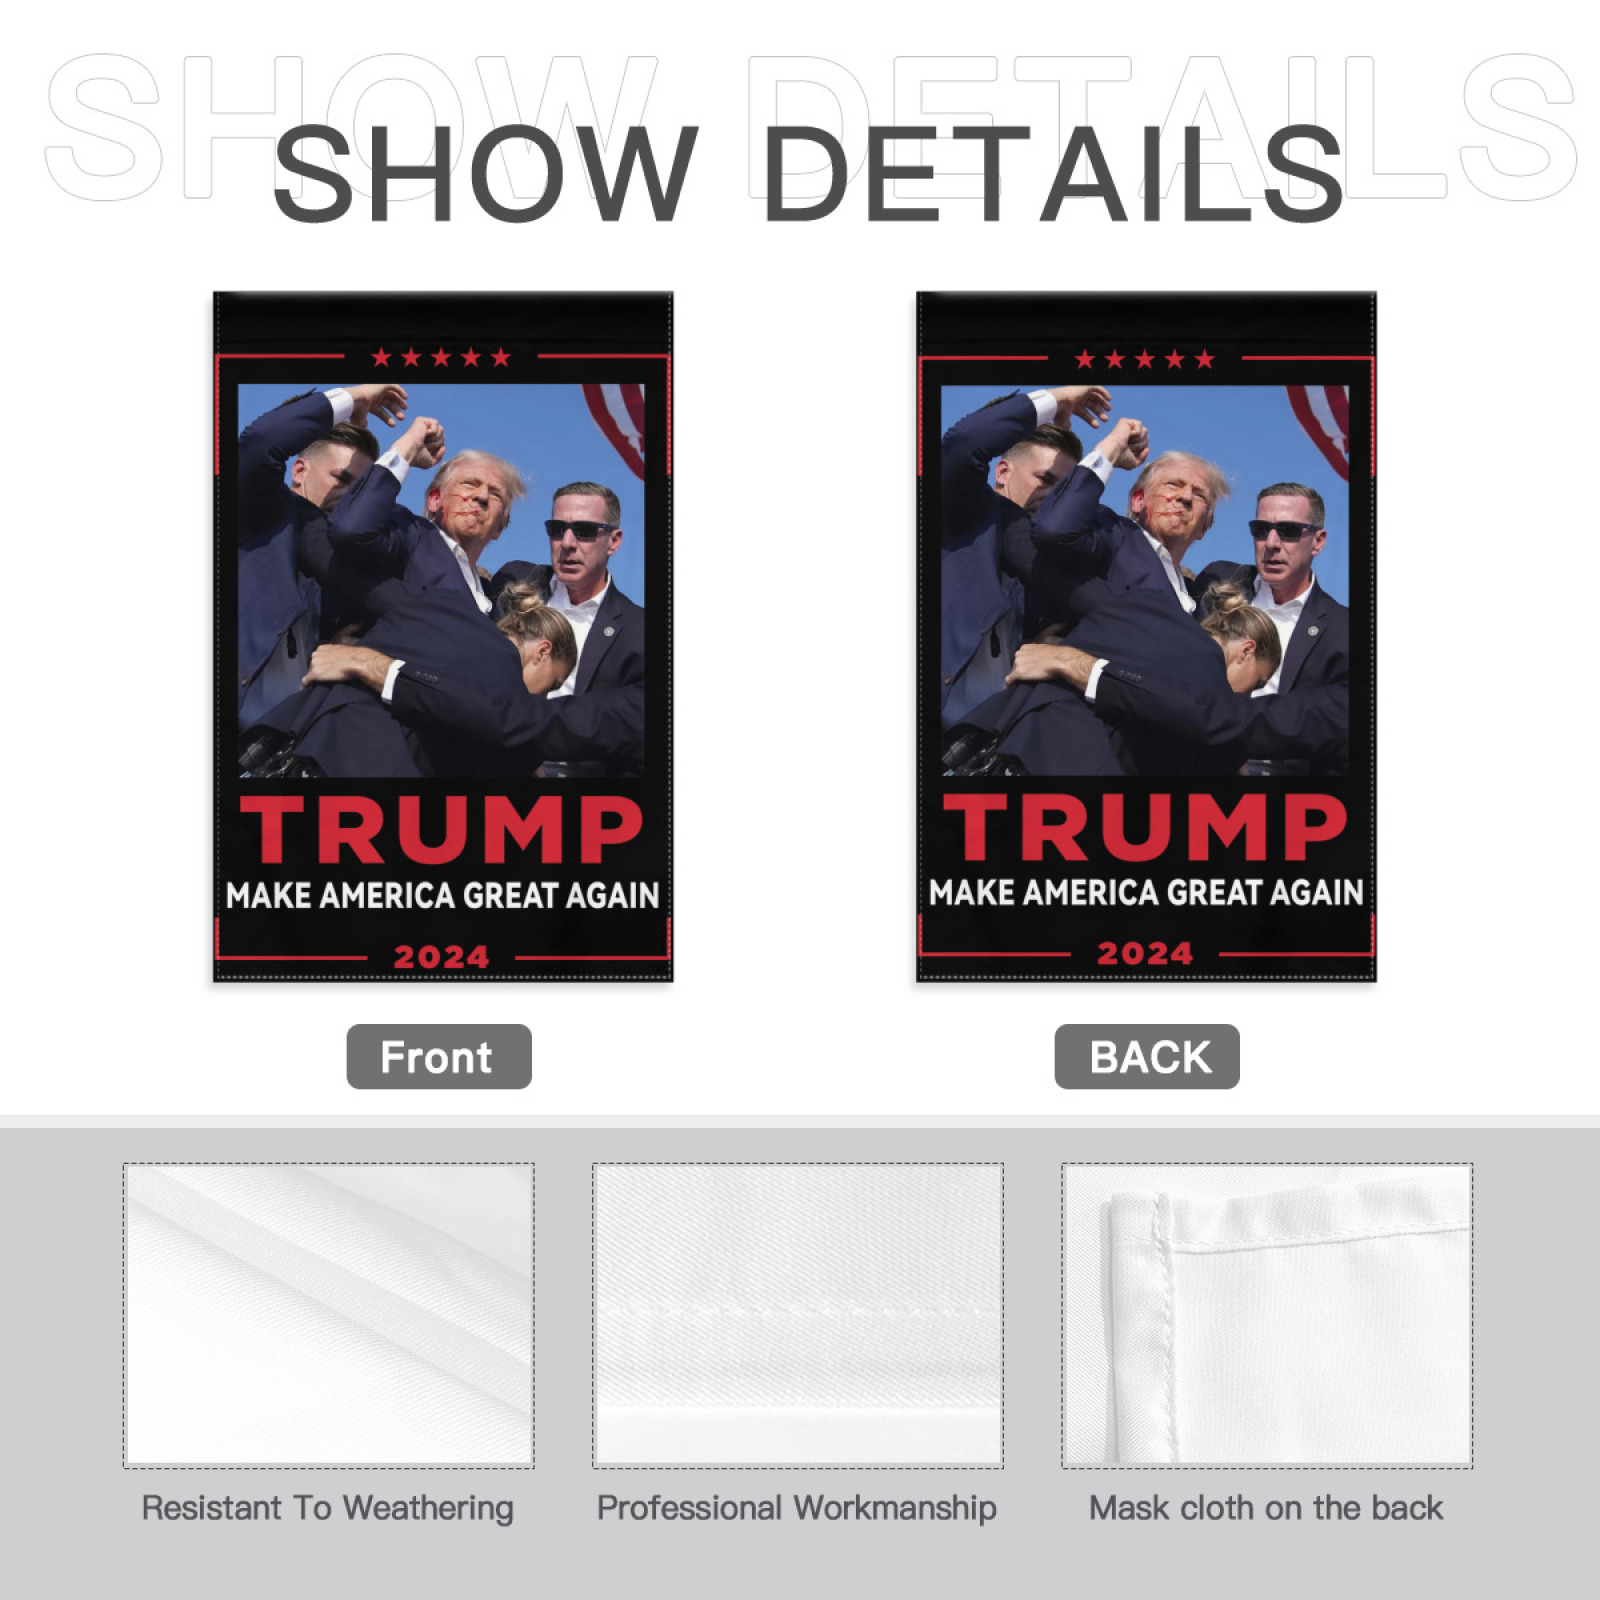 SHOW DETAILS
SHOW DETAILS
TRUMP
MAKE AMERICA GREAT AGAIN
2024
TRUMP
MAKE AMERICA GREAT AGAIN
2024
Front
BACK
Resistant To Weathering
Professional Workmanship
Mask cloth on the back